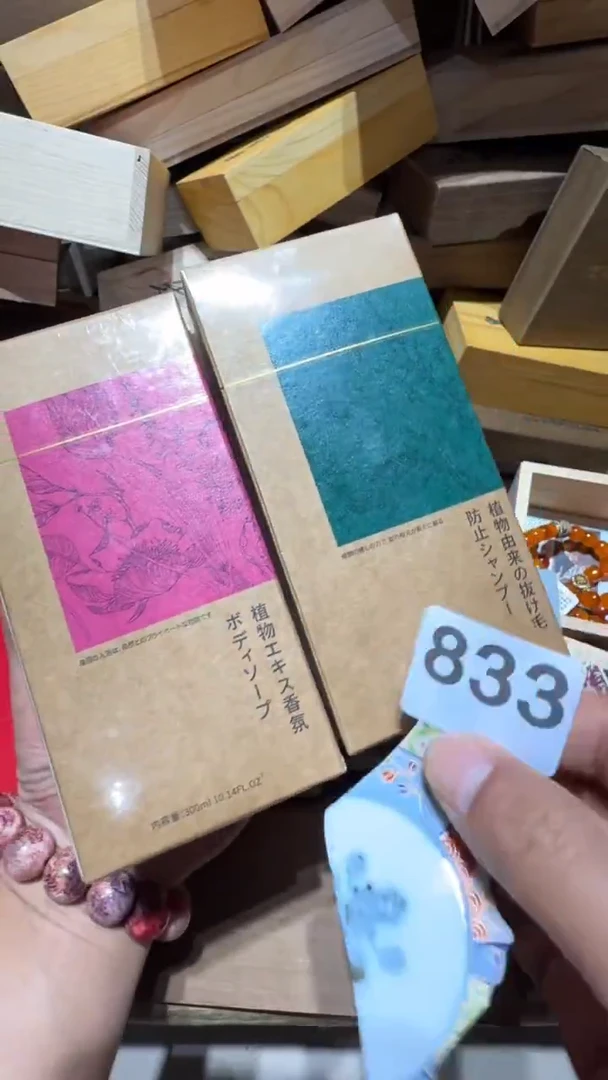 植物エキス香氛
ボディソープ
内容量:300ml 10.14FL.OZ
植物由来の抜け毛
防止シャンプー
833